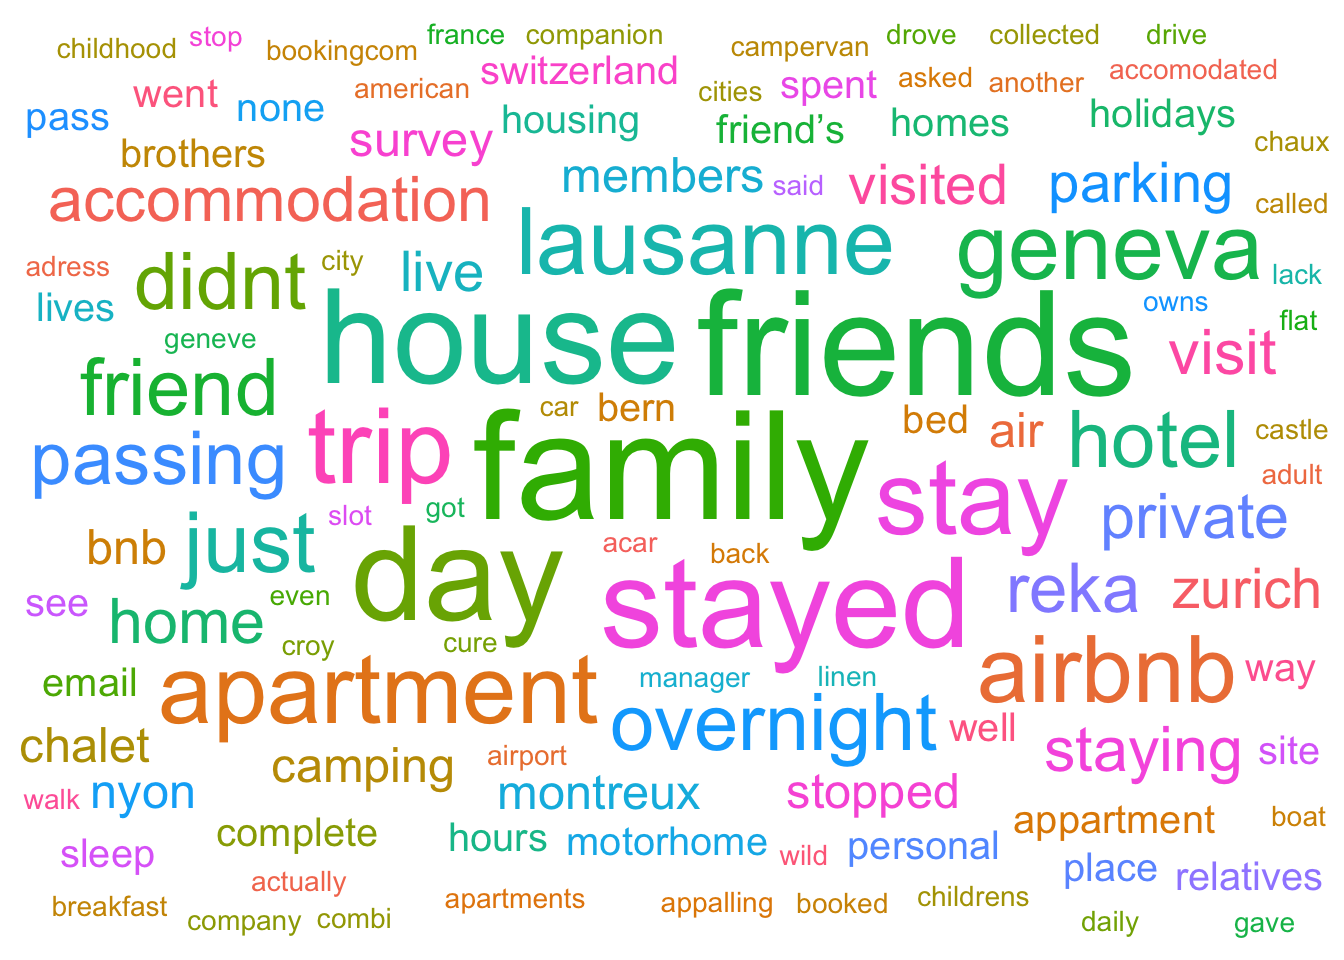 childhood stop bookingcom france companion campervan drove collected drive
pass went none american switzerland cities spent asked another accomodated
brothers survey housing friend’s homes holidays chaux
accommodation members said visited parking called
adress didnt city live lausanne geneva lack
lives geneve house friends owns flat
friend visit
passing trip car bern family bed air hotel castle
bnb just slot got day acar back stay private adult
see home even croy cure stayed reka zurich
email apartment manager linen airbnb way
chalet camping airport overnight well staying site
walk nyon montreux stopped appartment boat
sleep complete hours motorhome wild personal place relatives
breakfast actually company combi apartments appalling booked childrens daily gave